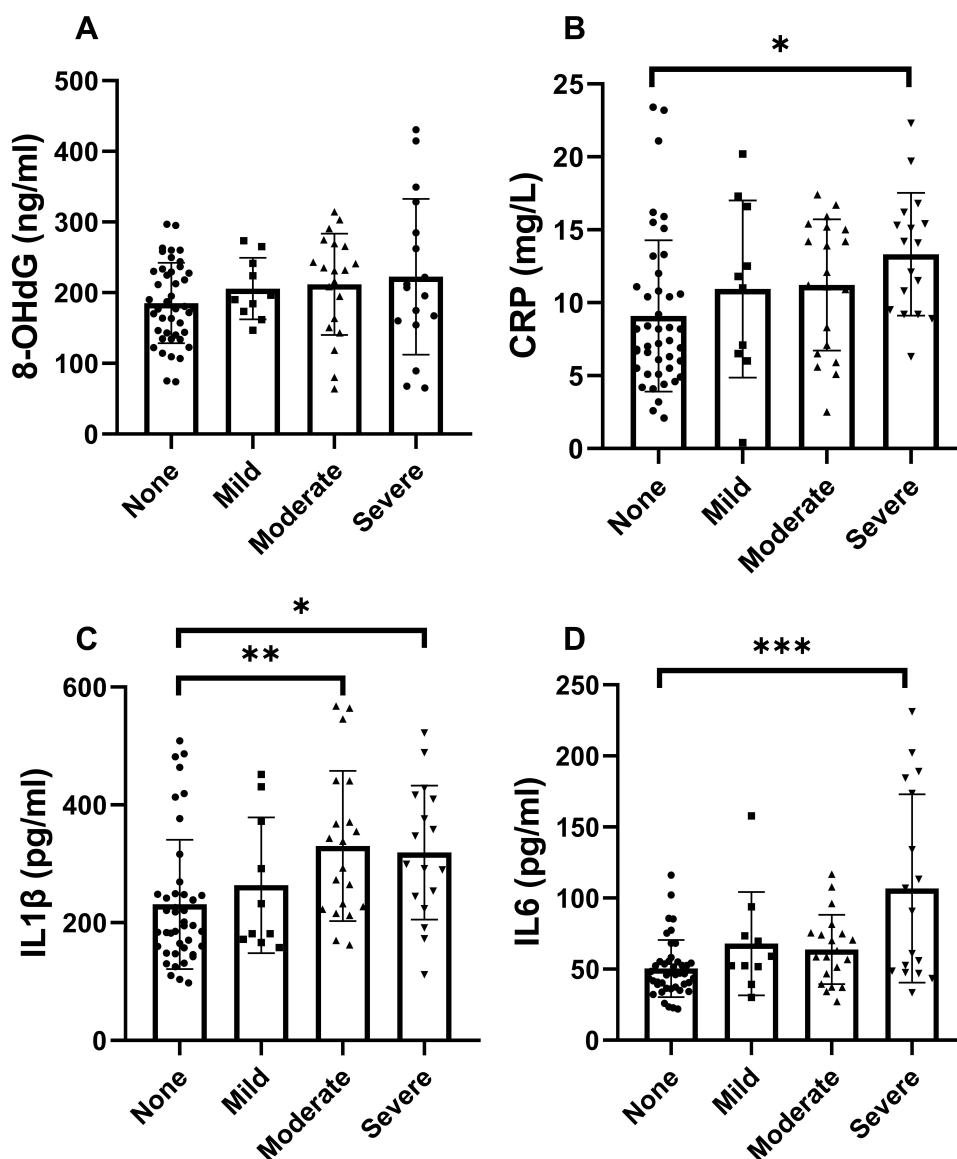 A
8-OHdG (ng/ml)
500
400
300
200
100
0
None
Mild
Moderate
Severe
B
*
CRP (mg/L)
25
20
15
10
5
0
None
Mild
Moderate
Severe
C
*
**
IL1β (pg/ml)
600
400
200
0
None
Mild
Moderate
Severe
D
***
IL6 (pg/ml)
250
200
150
100
50
0
None
Mild
Moderate
Severe